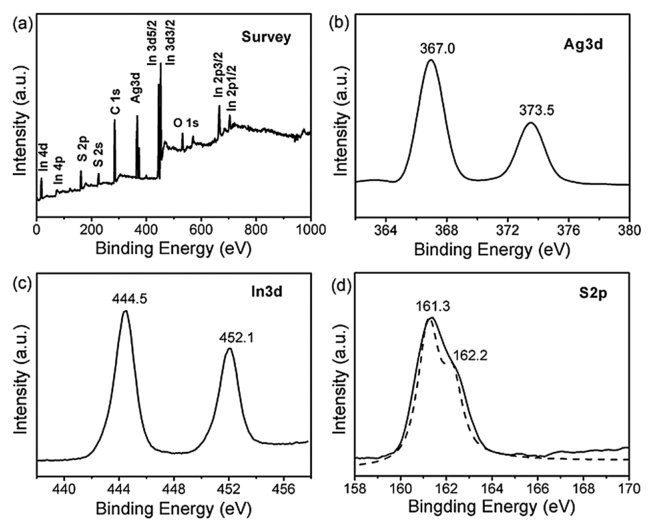 (a)
Survey
In 4d
In 4p
S 2p
S 2s
C 1s
Ag3d
In 3d5/2
In 3d3/2
O 1s
In 2p3/2
In 2p1/2
Intensity (a.u.)
0 200 400 600 800 1000
Binding Energy (eV)
(b)
Ag3d
367.0
373.5
Intensity (a.u.)
364 368 372 376 380
Binding Energy (eV)
(c)
In3d
444.5
452.1
Intensity (a.u.)
440 444 448 452 456
Binding Energy (eV)
(d)
S2p
161.3
162.2
Intensity (a.u.)
158 160 162 164 166 168 170
Bingding Energy (eV)